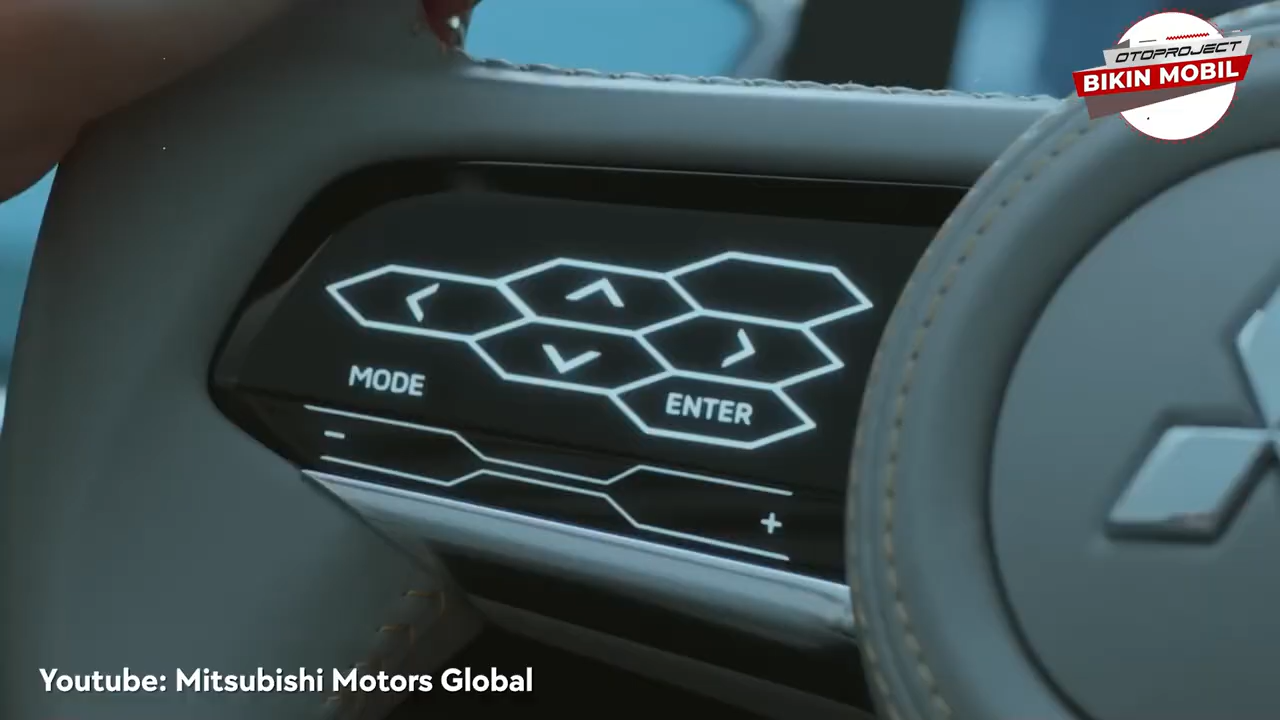 OTOPROJECT
BIKIN MOBIL
MODE
ENTER
-
+
Youtube: Mitsubishi Motors Global